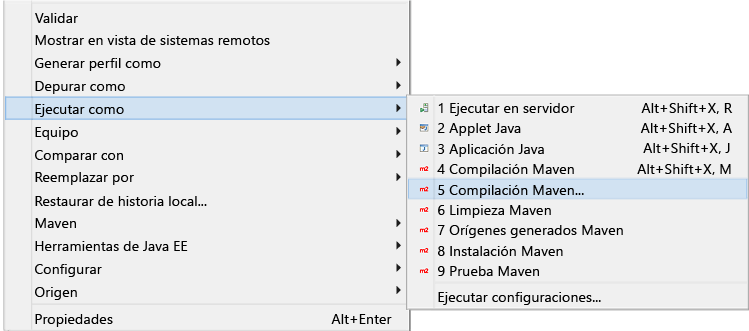 Validar
Mostrar en vista de sistemas remotos
Generar perfil como
Depurar como
Ejecutar como
Equipo
Comparar con
Reemplazar por
Restaurar de historia local...
Maven
Herramientas de Java EE
Configurar
Origen
Propiedades Alt+Enter
1 Ejecutar en servidor Alt+Shift+X, R
2 Applet Java Alt+Shift+X, A
3 Aplicación Java Alt+Shift+X, J
m2 4 Compilación Maven Alt+Shift+X, M
m2 5 Compilación Maven...
m2 6 Limpieza Maven
m2 7 Orígenes generados Maven
m2 8 Instalación Maven
m2 9 Prueba Maven
Ejecutar configuraciones...